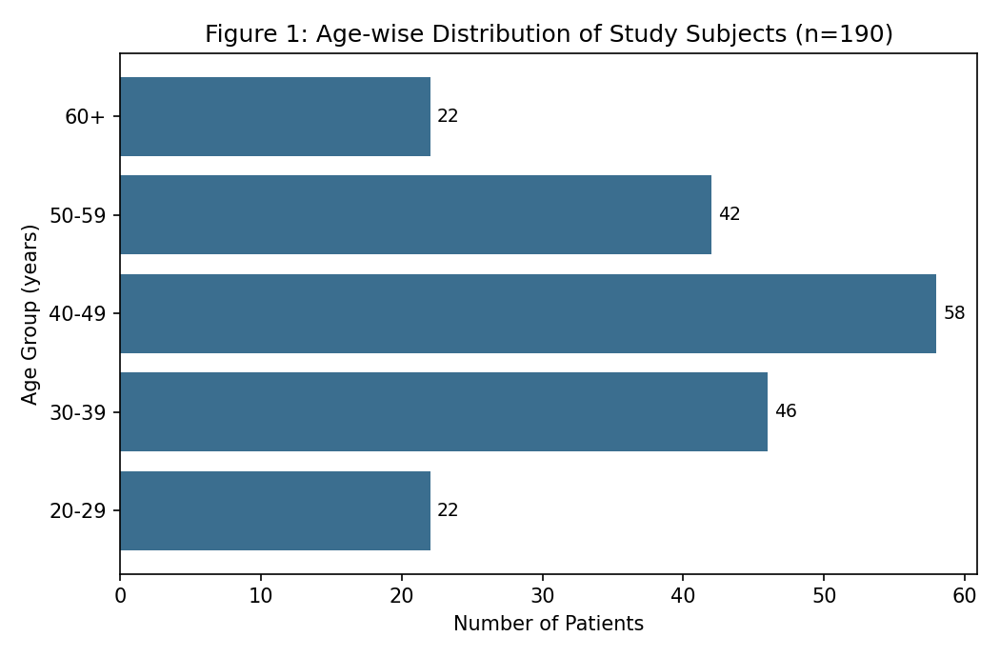 Figure 1: Age-wise Distribution of Study Subjects (n=190)
Age Group (years)
60+
22
50-59
42
40-49
58
30-39
46
20-29
22
0 10 20 30 40 50 60
Number of Patients